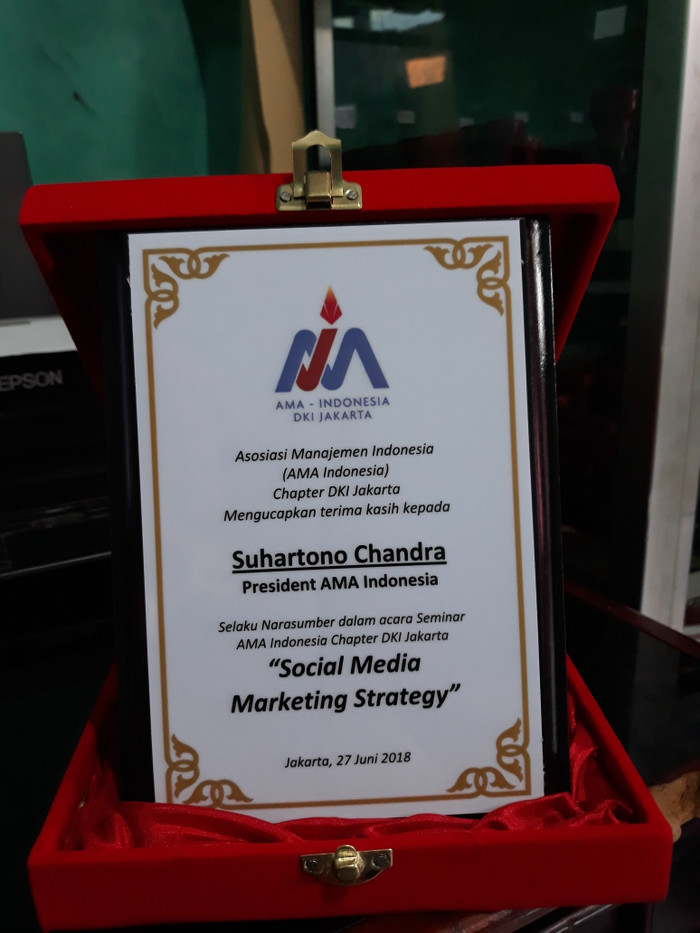 EPSON
AMA - INDONESIA
DKI JAKARTA
Asosiasi Manajemen Indonesia
(AMA Indonesia)
Chapter DKI Jakarta
Mengucapkan terima kasih kepada
Suhartono Chandra
President AMA Indonesia
Selaku Narasumber dalam acara Seminar
AMA Indonesia Chapter DKI Jakarta
“Social Media
Marketing Strategy”
Jakarta, 27 Juni 2018